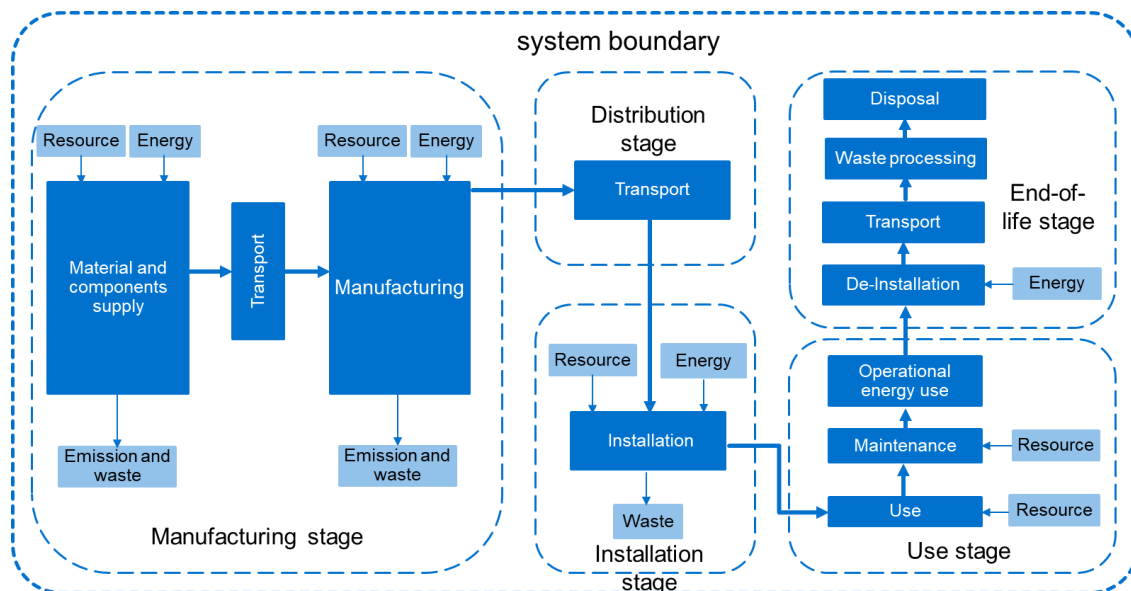 system boundary
Resource
Energy
Material and
components
supply
Emission and
waste
Transport
Resource
Energy
Manufacturing
Emission and
waste
Manufacturing stage
Distribution
stage
Transport
Resource
Energy
Installation
Waste
Installation
stage
Disposal
Waste processing
Transport
De-Installation
Energy
End-of-
life stage
Operational
energy use
Maintenance
Resource
Use
Resource
Use stage